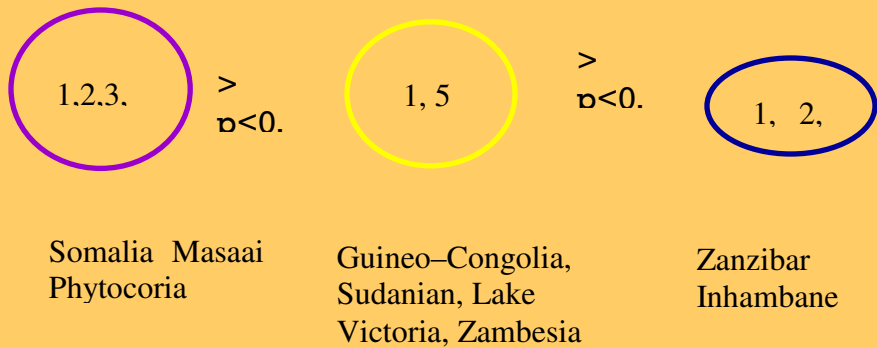 1,2,3,
>
p<0.
1, 5
>
p<0.
1, 2,
Somalia Masaai
Phytocoria
Guineo–Congolia,
Sudanian, Lake
Victoria, Zambesia
Zanzibar
Inhambane